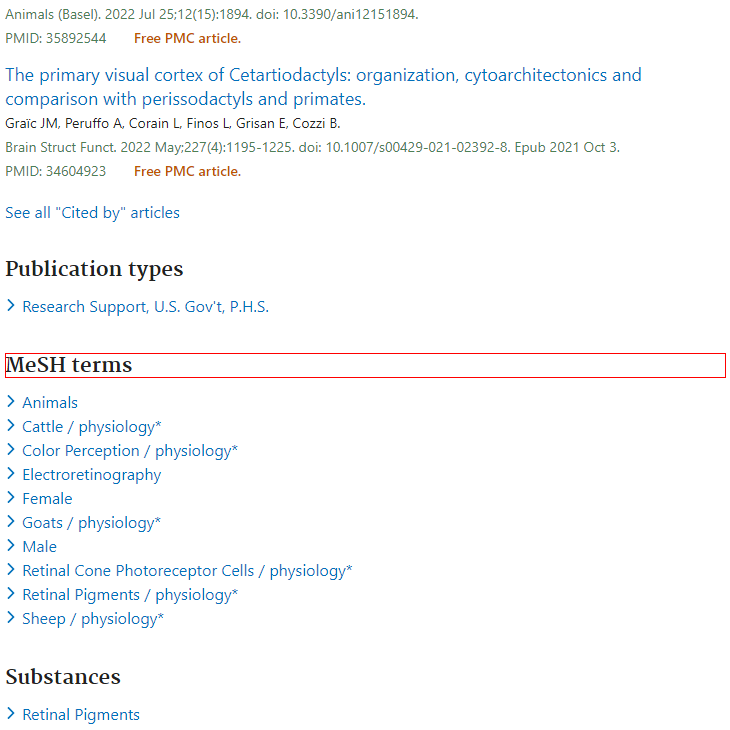 Animals (Basel). 2022 Jul 25;12(15):1894. doi: 10.3390/ani12151894.
PMID: 35892544 Free PMC article.
The primary visual cortex of Cetartiodactyls: organization, cytoarchitectonics and
comparison with perissodactyls and primates.
Graïc JM, Peruffo A, Corain L, Finos L, Grisan E, Cozzi B.
Brain Struct Funct. 2022 May;227(4):1195-1225. doi: 10.1007/s00429-021-02392-8. Epub 2021 Oct 3.
PMID: 34604923 Free PMC article.
See all "Cited by" articles
Publication types
Research Support, U.S. Gov't, P.H.S.
MeSH terms
Animals
Cattle / physiology*
Color Perception / physiology*
Electroretinography
Female
Goats / physiology*
Male
Retinal Cone Photoreceptor Cells / physiology*
Retinal Pigments / physiology*
Sheep / physiology*
Substances
Retinal Pigments